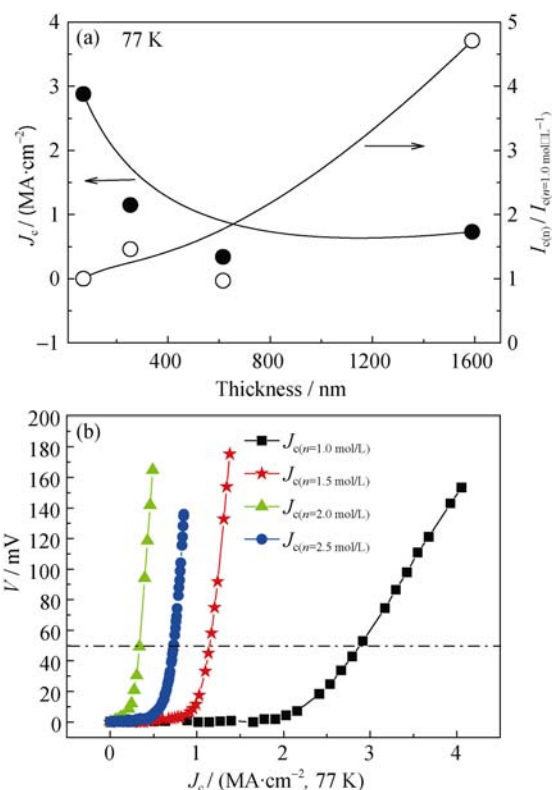 (a) 77 K
4
3
2
1
0
−1
J_c / (MA·cm⁻²)
5
4
3
2
1
0
I_c(n) / I_c(n=1.0 mol□L⁻¹)
400 800 1200 1600
Thickness / nm
(b)
200
180
160
140
120
100
80
60
40
20
0
V / mV
J_c(n=1.0 mol/L)
J_c(n=1.5 mol/L)
J_c(n=2.0 mol/L)
J_c(n=2.5 mol/L)
0 1 2 3 4
J_c / (MA·cm⁻², 77 K)